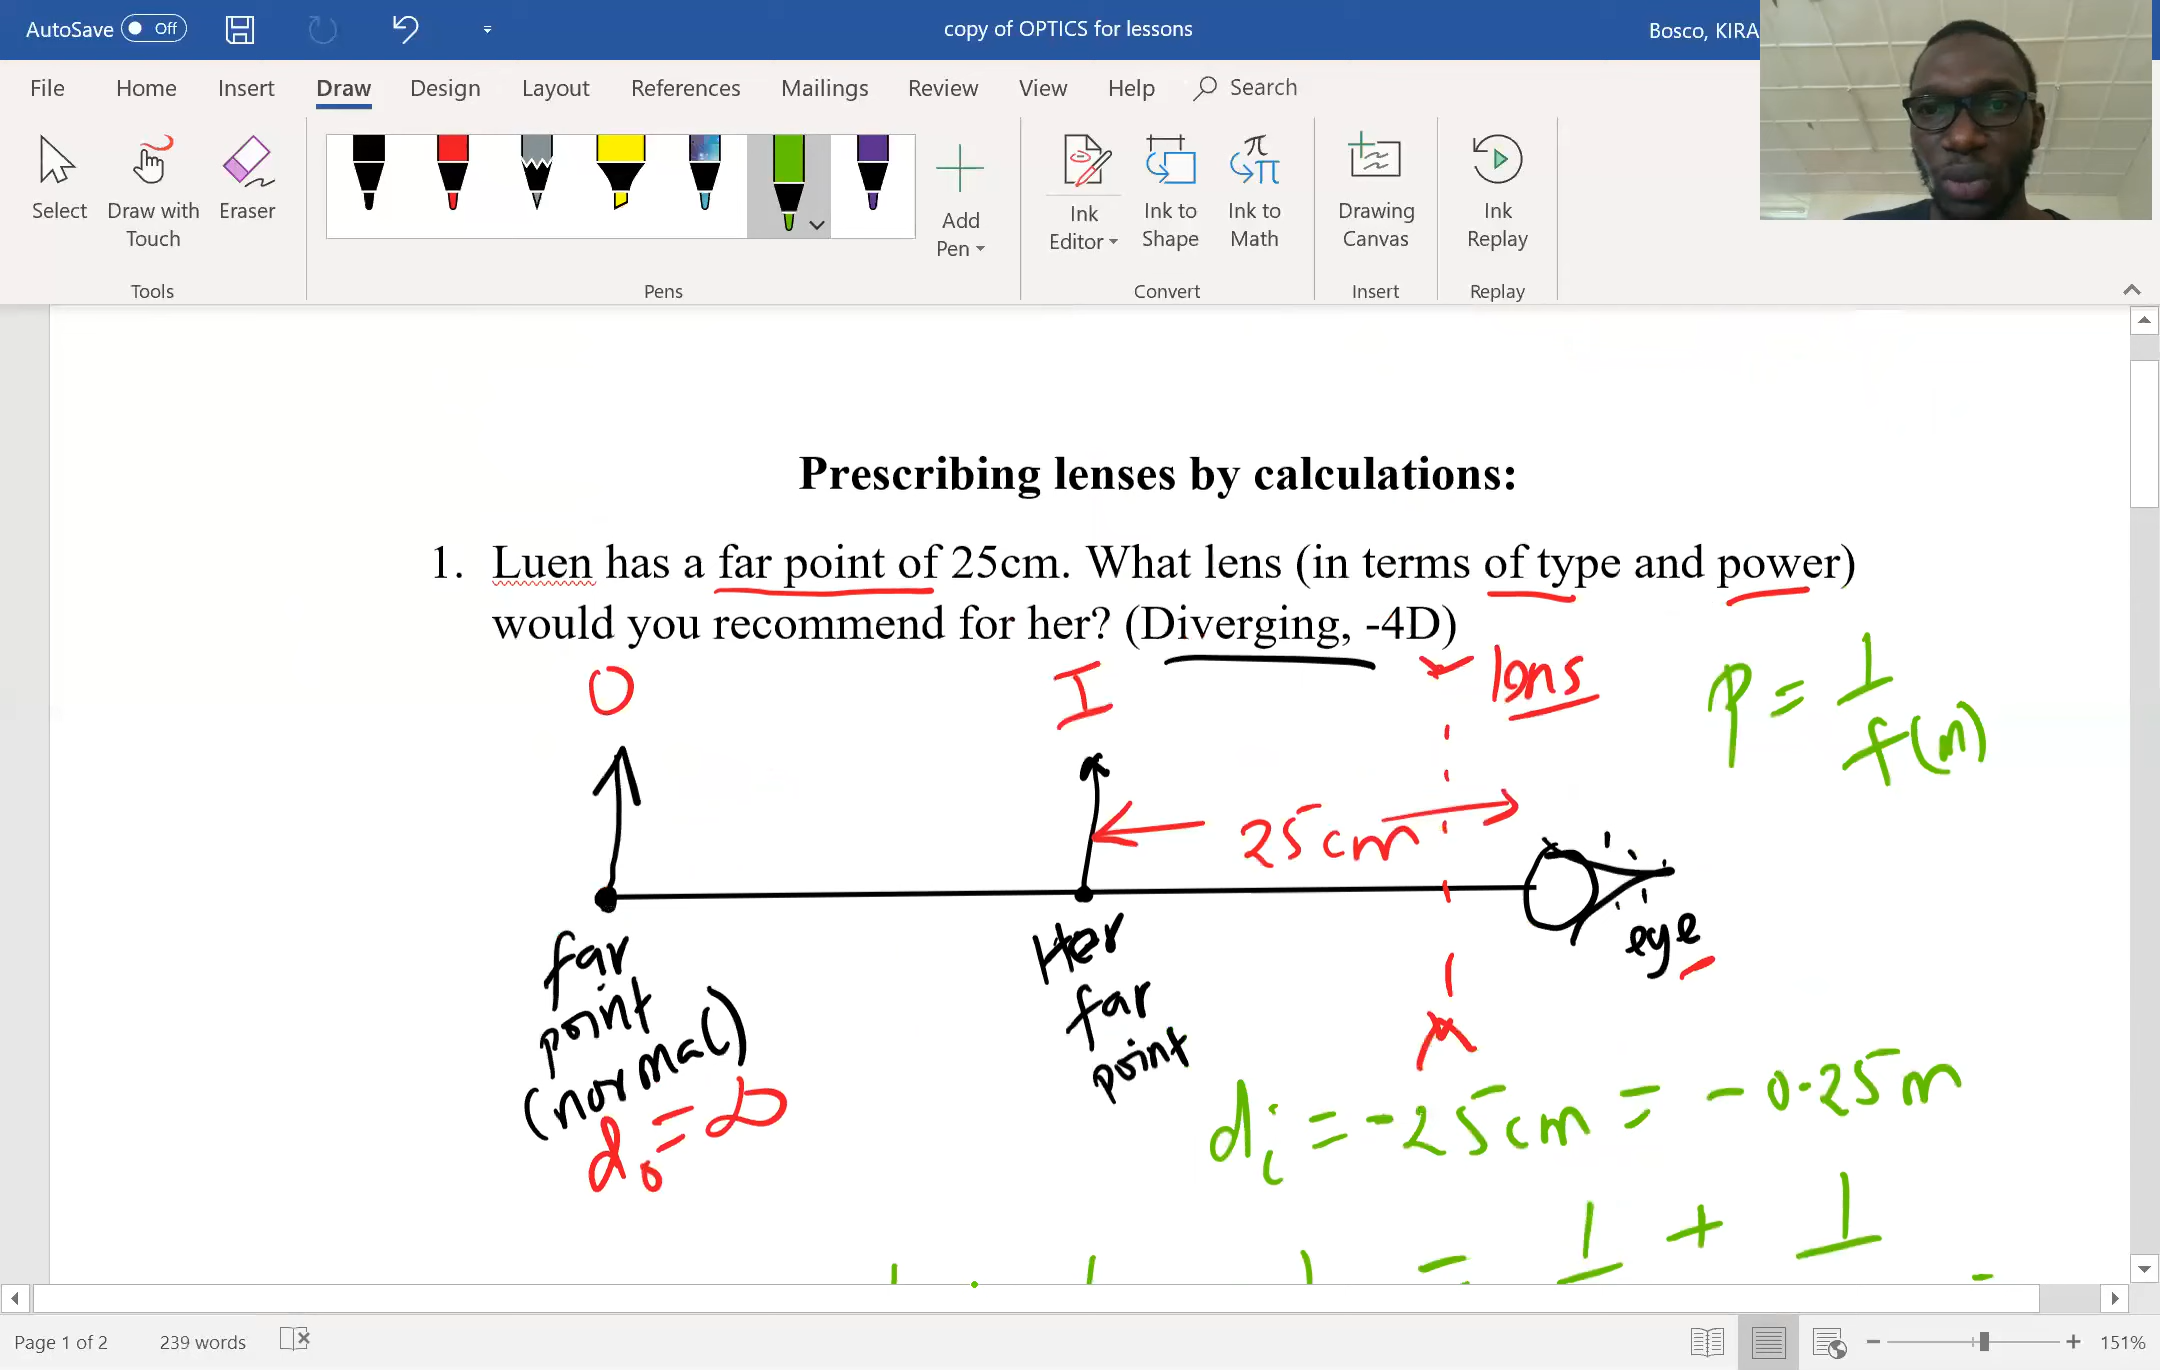 AutoSave Off copy of OPTICS for lessons Bosco, KIRA
File Home Insert Draw Design Layout References Mailings Review View Help Search
Select Draw with Touch Eraser Add Pen Ink Editor Ink to Shape Ink to Math Drawing Canvas Ink Replay
Tools Pens Convert Insert Replay
Prescribing lenses by calculations:
1. Luen has a far point of 25cm. What lens (in terms of type and power)
would you recommend for her? (Diverging, -4D)
O I lens P = 1/f(m)
25cm
eye
far point (normal)
Her far point
do = ∞
di = -25cm = -0.25m
1 + 1
Page 1 of 2 239 words 151%